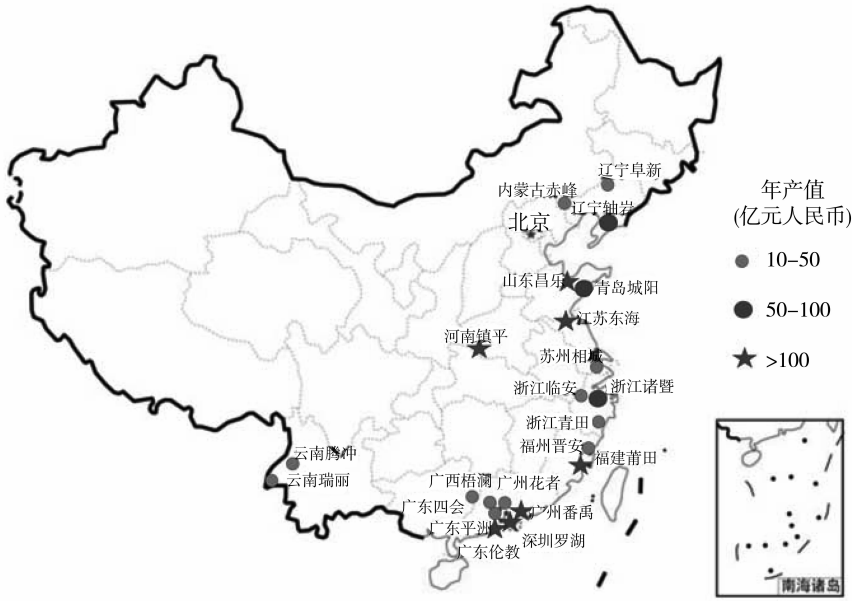 辽宁阜新
内蒙古赤峰
辽宁轴岩
北京
山东昌乐
青岛城阳
江苏东海
河南镇平
苏州相城
浙江临安
浙江诸暨
浙江青田
福州晋安
福建莆田
云南腾冲
云南瑞丽
广西梧澜
广州花者
广东四会
广州番禹
广东平洲
深圳罗湖
广东伦教
年产值
(亿元人民币)
10-50
50-100
>100
南海诸岛